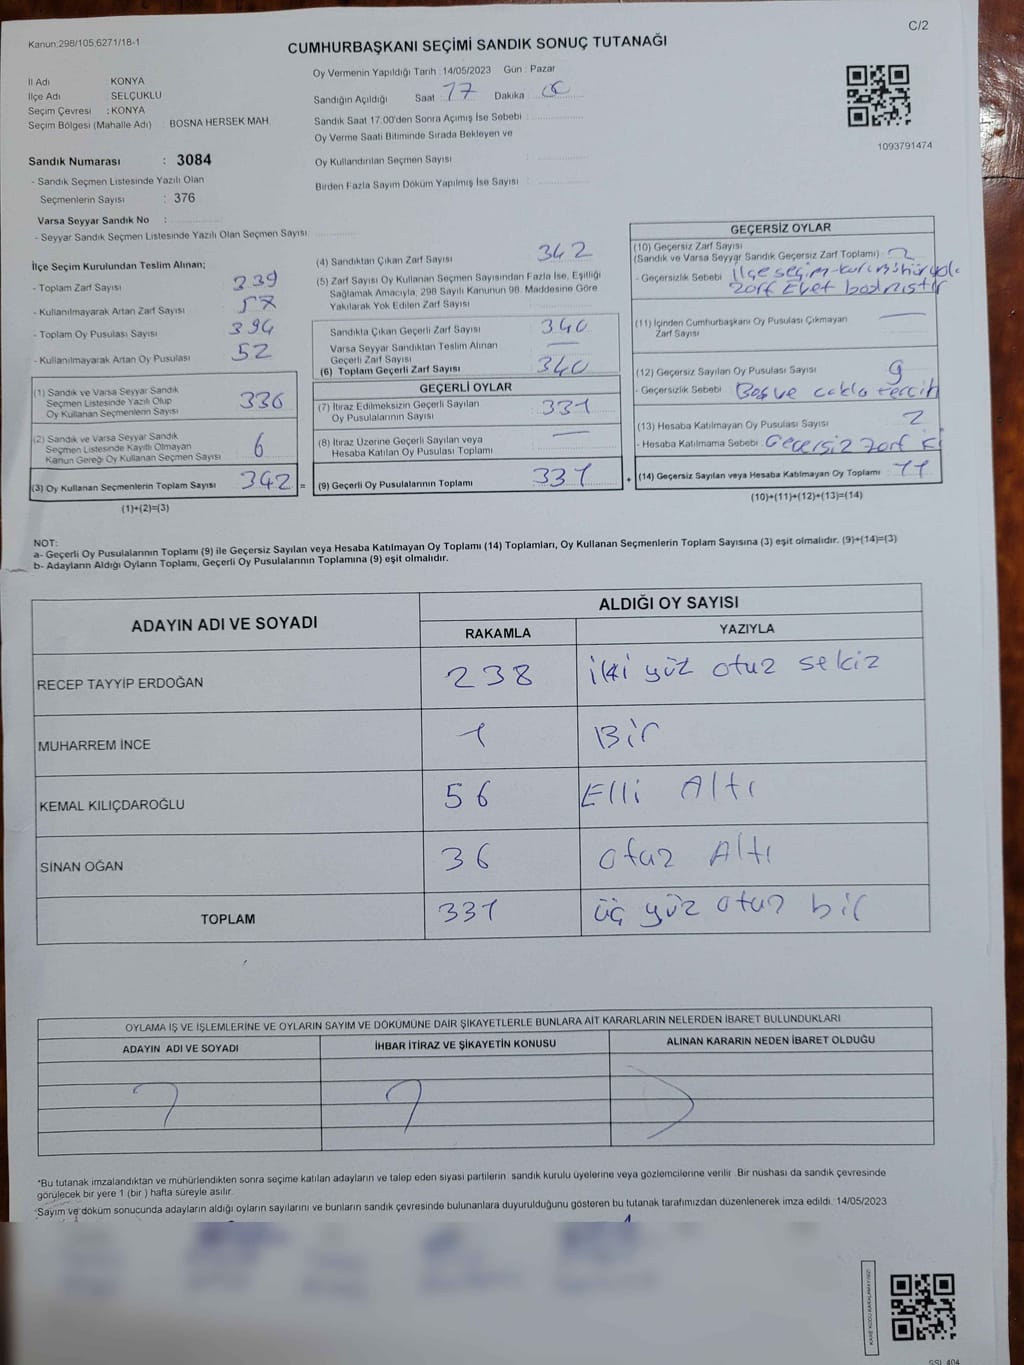 C/2
Kanun;298/105,6271/18-1
CUMHURBAŞKANI SEÇİMİ SANDIK SONUÇ TUTANAĞI
İl Adı : KONYA
İlçe Adı : SELÇUKLU
Seçim Çevresi : KONYA
Seçim Bölgesi (Mahalle Adı) : BOSNA HERSEK MAH.
Oy Vermenin Yapıldığı Tarih : 14/05/2023 Gün : Pazar
Sandığın Açıldığı Saat : 17 Dakika :
Sandık Saat 17.00'den Sonra Açılmış İse Sebebi :
Oy Verme Saati Bitiminde Sırada Bekleyen ve
Oy Kullandırılan Seçmen Sayısı :
Birden Fazla Sayım Döküm Yapılmış İse Sayısı :
1093791474
Sandık Numarası : 3084
- Sandık Seçmen Listesinde Yazılı Olan
Seçmenlerin Sayısı : 376
Varsa Seyyar Sandık No :
- Seyyar Sandık Seçmen Listesinde Yazılı Olan Seçmen Sayısı:
İlçe Seçim Kurulundan Teslim Alınan;
- Toplam Zarf Sayısı 339
- Kullanılmayarak Artan Zarf Sayısı 57
- Toplam Oy Pusulası Sayısı 394
- Kullanılmayarak Artan Oy Pusulası 52
(1) Sandık ve Varsa Seyyar Sandık
Seçmen Listesinde Yazılı Olup
Oy Kullanan Seçmenlerin Sayısı 336
(2) Sandık ve Varsa Seyyar Sandık
Seçmen Listesinde Kayıtlı Olmayan
Kanun Gereği Oy Kullanan Seçmen Sayısı 6
(3) Oy Kullanan Seçmenlerin Toplam Sayısı 342 =
(1)+(2)=(3)
(4) Sandıktan Çıkan Zarf Sayısı 342
(5) Zarf Sayısı Oy Kullanan Seçmen Sayısından Fazla İse, Eşitliği
Sağlamak Amacıyla; 298 Sayılı Kanunun 98. Maddesine Göre
Yakılarak Yok Edilen Zarf Sayısı
Sandıkta Çıkan Geçerli Zarf Sayısı 340
Varsa Seyyar Sandıktan Teslim Alınan
Geçerli Zarf Sayısı —
(6) Toplam Geçerli Zarf Sayısı 340
GEÇERLİ OYLAR
(7) İtiraz Edilmeksizin Geçerli Sayılan
Oy Pusulalarının Sayısı 331
(8) İtiraz Üzerine Geçerli Sayılan veya
Hesaba Katılan Oy Pusulası Toplamı —
(9) Geçerli Oy Pusulalarının Toplamı 331 +
GEÇERSİZ OYLAR
(10) Geçersiz Zarf Sayısı
(Sandık ve Varsa Seyyar Sandık Geçersiz Zarf Toplamı) 2
- Geçersizlik Sebebi : ilçe seçim
zarf Evet
(11) İçinden Cumhurbaşkanı Oy Pusulası Çıkmayan
Zarf Sayısı —
(12) Geçersiz Sayılan Oy Pusulası Sayısı 9
- Geçersizlik Sebebi : Boş ve cokla tercih
(13) Hesaba Katılmayan Oy Pusulası Sayısı 2
- Hesaba Katılmama Sebebi : Geçersiz zarf
(14) Geçersiz Sayılan veya Hesaba Katılmayan Oy Toplamı 11
(10)+(11)+(12)+(13)=(14)
NOT:
a- Geçerli Oy Pusulalarının Toplamı (9) ile Geçersiz Sayılan veya Hesaba Katılmayan Oy Toplamı (14) Toplamları, Oy Kullanan Seçmenlerin Toplam Sayısına (3) eşit olmalıdır. (9)+(14)=(3)
b- Adayların Aldığı Oyların Toplamı, Geçerli Oy Pusulalarının Toplamına (9) eşit olmalıdır.
ADAYIN ADI VE SOYADI
ALDIĞI OY SAYISI
RAKAMLA YAZIYLA
RECEP TAYYİP ERDOĞAN 238 iki yüz otuz sekiz
MUHARREM İNCE 1 Bir
KEMAL KILIÇDAROĞLU 56 Elli Altı
SİNAN OĞAN 36 otuz Altı
TOPLAM 331 üç yüz otuz bir
OYLAMA İŞ VE İŞLEMLERİNE VE OYLARIN SAYIM VE DÖKÜMÜNE DAİR ŞİKAYETLERLE BUNLARA AİT KARARLARIN NELERDEN İBARET BULUNDUKLARI
ADAYIN ADI VE SOYADI İHBAR İTİRAZ VE ŞİKAYETİN KONUSU ALINAN KARARIN NEDEN İBARET OLDUĞU
*Bu tutanak imzalandıktan ve mühürlendikten sonra seçime katılan adayların ve talep eden siyasi partilerin sandık kurulu üyelerine veya gözlemcilerine verilir. Bir nüshası da sandık çevresinde
görülecek bir yere 1 (bir ) hafta süreyle asılır.
*Sayım ve döküm sonucunda adayların aldığı oyların sayılarını ve bunların sandık çevresinde bulunanlara duyurulduğunu gösteren bu tutanak tarafımızdan düzenlenerek imza edildi. 14/05/2023
KARE KODU KARALAMAYINIZ!
SSI 404